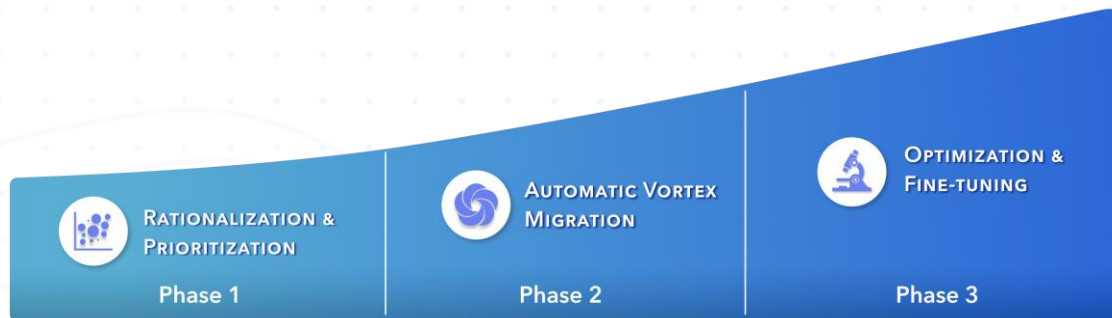 RATIONALIZATION &
PRIORITIZATION
Phase 1
AUTOMATIC VORTEX
MIGRATION
Phase 2
OPTIMIZATION &
FINE-TUNING
Phase 3